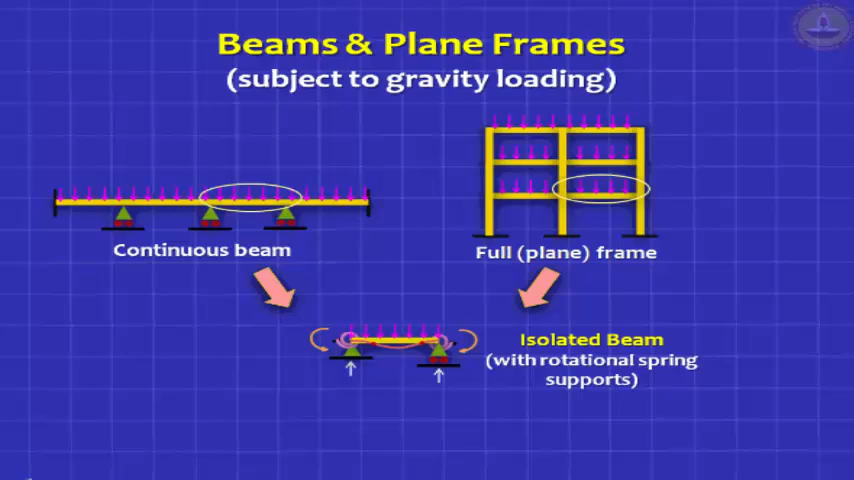 Beams & Plane Frames
(subject to gravity loading)
Continuous beam
Full (plane) frame
Isolated Beam
(with rotational spring
supports)